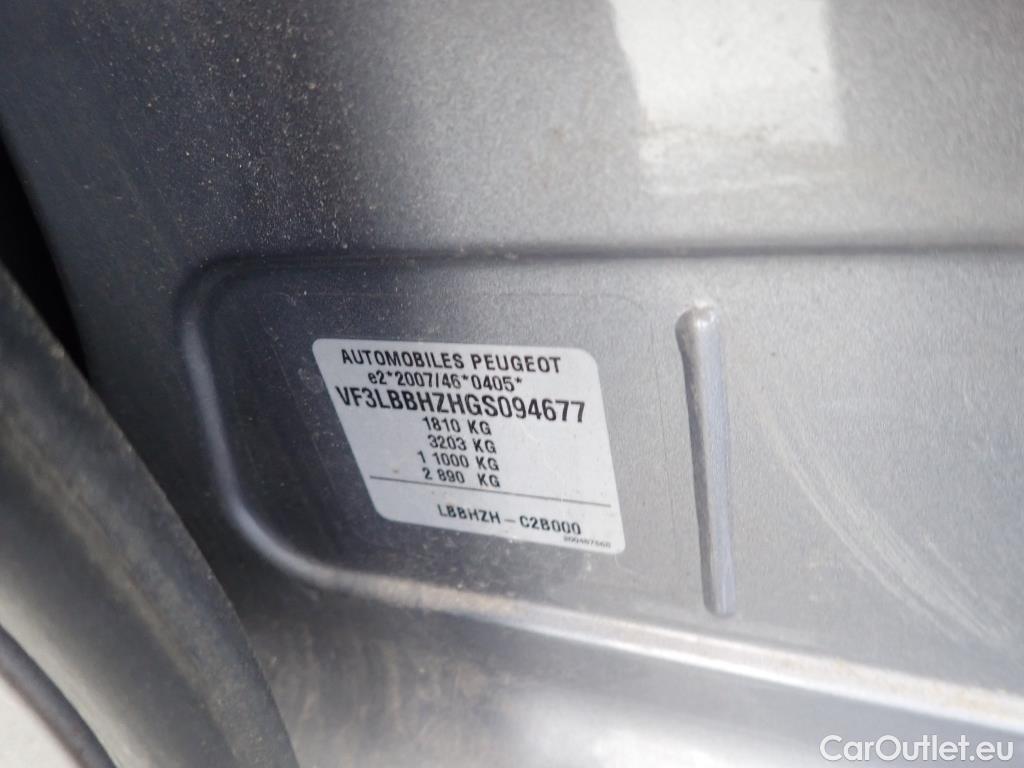 AUTOMOBILES PEUGEOT
e2*2007/46*0405*
VF3LBBHZHGS094677
1810 KG
3203 KG
1 1000 KG
2 890 KG
LBBHZH - C2B000
CarOutlet.eu